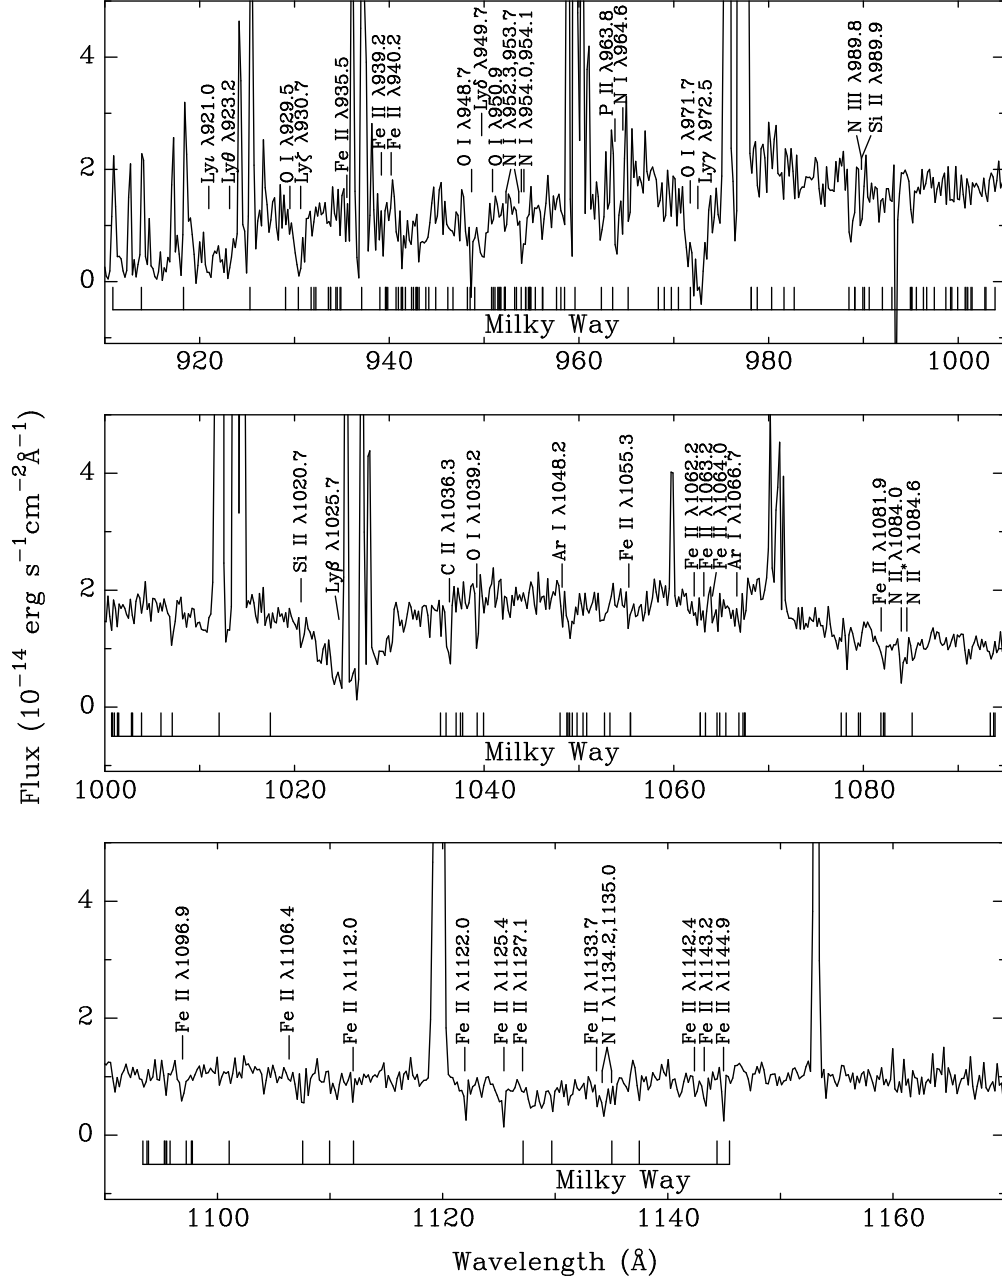 Flux (10⁻¹⁴ erg s⁻¹cm⁻²Å⁻¹)
4
2
0
Lyι λ921.0
Lyθ λ923.2
O I λ929.5
Lyζ λ930.7
Fe II λ935.5
Fe II λ939.2
Fe II λ940.2
O I λ948.7
Lyδ λ949.7
O I λ950.9
N I λ952.3,953.7
N I λ954.0,954.1
P II λ963.8
N I λ964.6
O I λ971.7
Lyγ λ972.5
N III λ989.8
Si II λ989.9
Milky Way
920 940 960 980 1000
4
2
0
Si II λ1020.7
Lyβ λ1025.7
C II λ1036.3
O I λ1039.2
Ar I λ1048.2
Fe II λ1055.3
Fe II λ1062.2
Fe II λ1063.2
Fe II λ1064.0
Ar I λ1066.7
Fe II λ1081.9
N II λ1084.0
N II* λ1084.6
Milky Way
1000 1020 1040 1060 1080
4
2
0
Fe II λ1096.9
Fe II λ1106.4
Fe II λ1112.0
Fe II λ1122.0
Fe II λ1125.4
Fe II λ1127.1
Fe II λ1133.7
N I λ1134.2,1135.0
Fe II λ1142.4
Fe II λ1143.2
Fe II λ1144.9
Milky Way
1100 1120 1140 1160
Wavelength (Å)